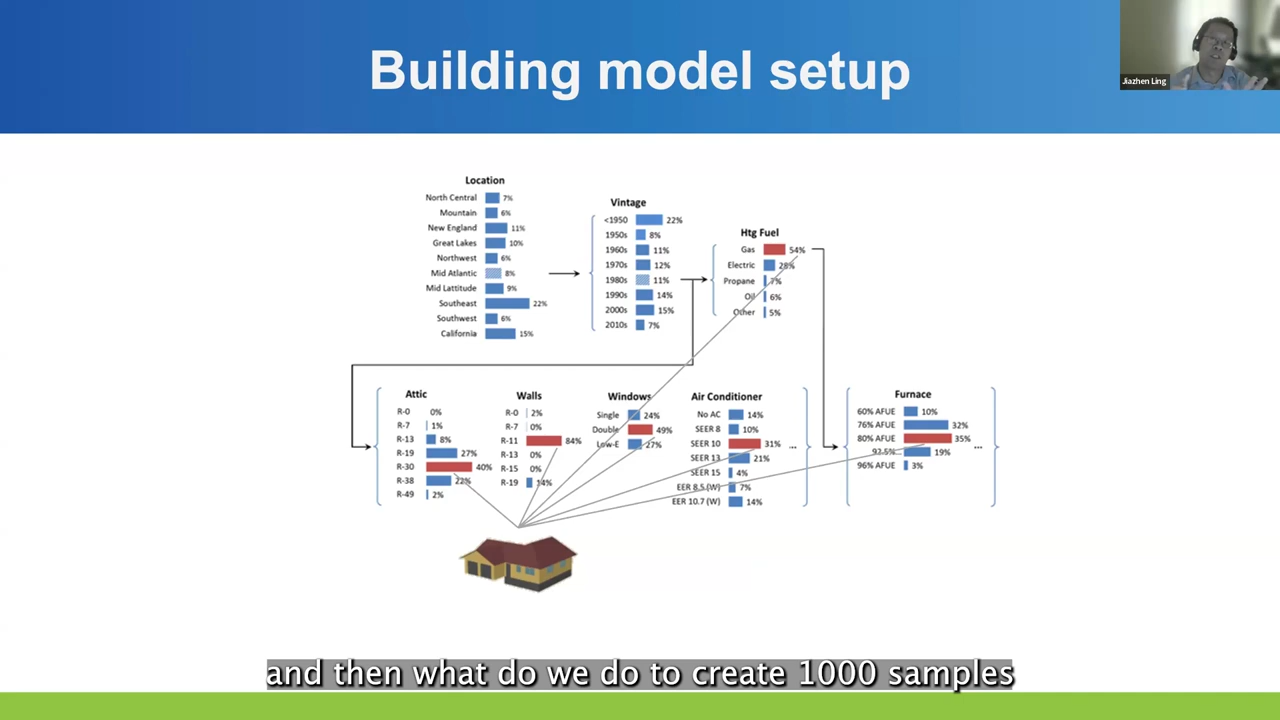 Building model setup
Jiazhen Ling
Location
North Central 7%
Mountain 6%
New England 11%
Great Lakes 10%
Northwest 6%
Mid Atlantic 8%
Mid Lattitude 9%
Southeast 22%
Southwest 6%
California 15%
Vintage
<1950 22%
1950s 8%
1960s 11%
1970s 12%
1980s 11%
1990s 14%
2000s 15%
2010s 7%
Htg Fuel
Gas 54%
Electric 28%
Propane 7%
Oil 6%
Other 5%
Attic
R-0 0%
R-7 1%
R-13 8%
R-19 27%
R-30 40%
R-38 22%
R-49 2%
Walls
R-0 2%
R-7 0%
R-11 84%
R-13 0%
R-15 0%
R-19 14%
Windows
Single 24%
Double 49%
Low-E 27%
Air Conditioner
No AC 14%
SEER 8 10%
SEER 10 31%
SEER 13 21%
SEER 15 4%
EER 8.5 (W) 7%
EER 10.7 (W) 14%
...
Furnace
60% AFUE 10%
76% AFUE 32%
80% AFUE 35%
92.5% 19%
96% AFUE 3%
...
and then what do we do to create 1000 samples